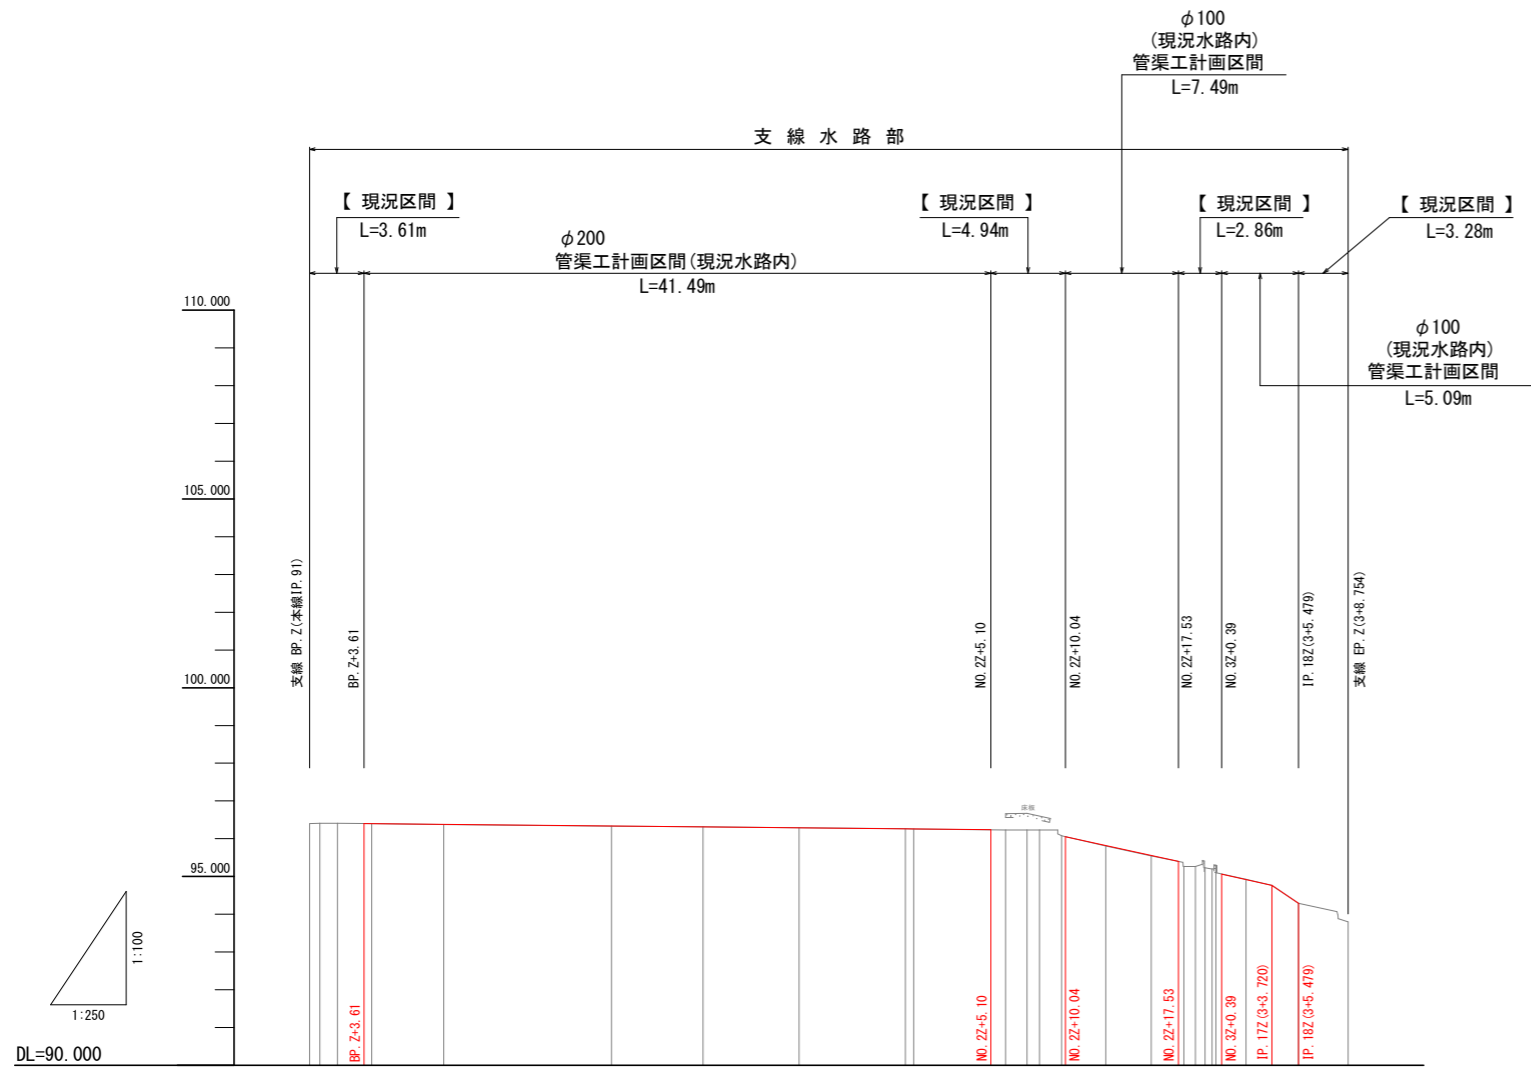 φ100
(現況水路内)
管渠工計画区間
L=7.49m
支線水路部
【 現況区間 】
L=3.61m
【 現況区間 】
L=4.94m
【 現況区間 】
L=2.86m
【 現況区間 】
L=3.28m
φ200
管渠工計画区間(現況水路内)
L=41.49m
φ100
(現況水路内)
管渠工計画区間
L=5.09m
110.000
105.000
100.000
95.000
DL=90.000
支線 BP.Z(本線IP.91)
BP.Z+3.61
NO.2Z+5.10
NO.2Z+10.04
NO.2Z+17.53
NO.3Z+0.39
IP.18Z(3+5.479)
支線 EP.Z(3+8.754)
床板
1:100
1:250
BP.Z+3.61
NO.2Z+5.10
NO.2Z+10.04
NO.2Z+17.53
NO.3Z+0.39
IP.17Z(3+3.720)
IP.18Z(3+5.479)